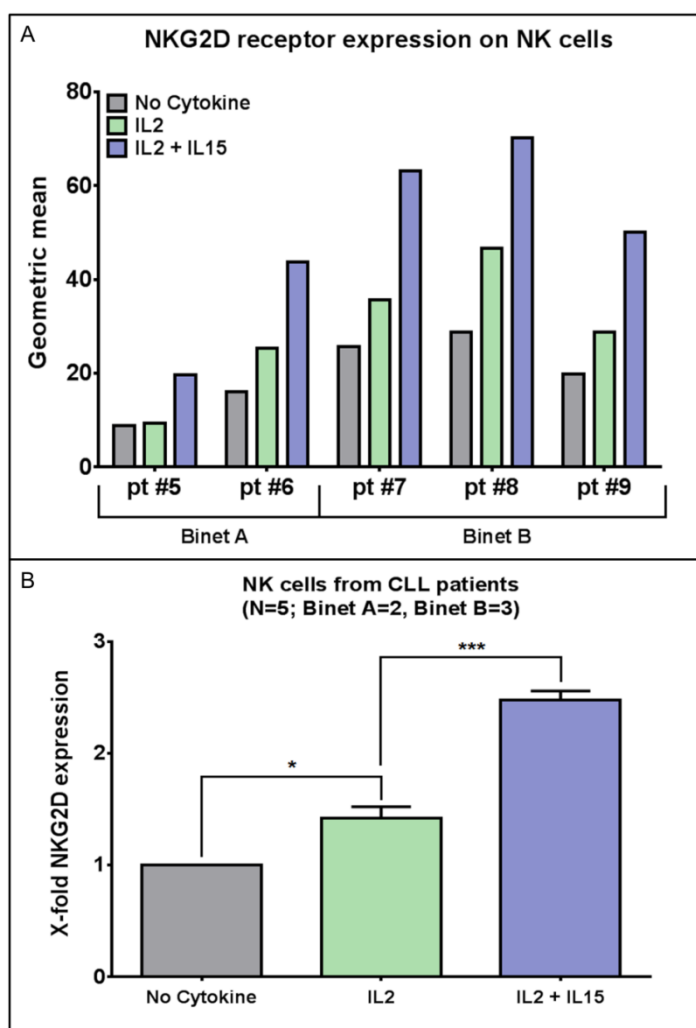 A
NKG2D receptor expression on NK cells
No Cytokine
IL2
IL2 + IL15
Geometric mean
80
60
40
20
0
pt #5 pt #6 pt #7 pt #8 pt #9
Binet A Binet B
B
NK cells from CLL patients
(N=5; Binet A=2, Binet B=3)
X-fold NKG2D expression
3
2
1
0
***
*
No Cytokine IL2 IL2 + IL15